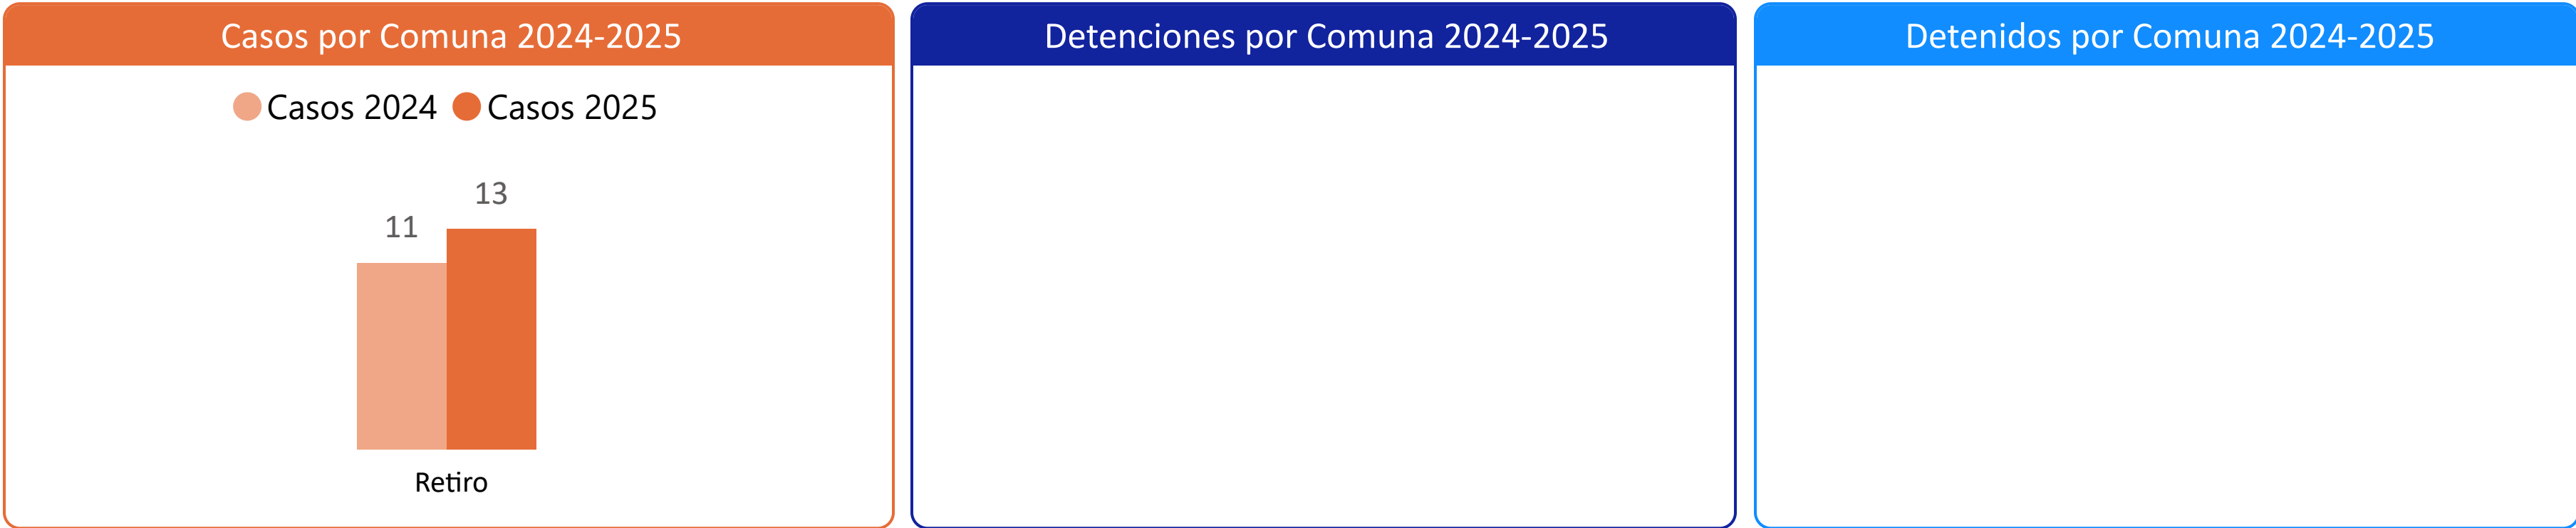 Casos por Comuna 2024-2025
Casos 2024 Casos 2025
13
11
Retiro
Detenciones por Comuna 2024-2025
Detenidos por Comuna 2024-2025